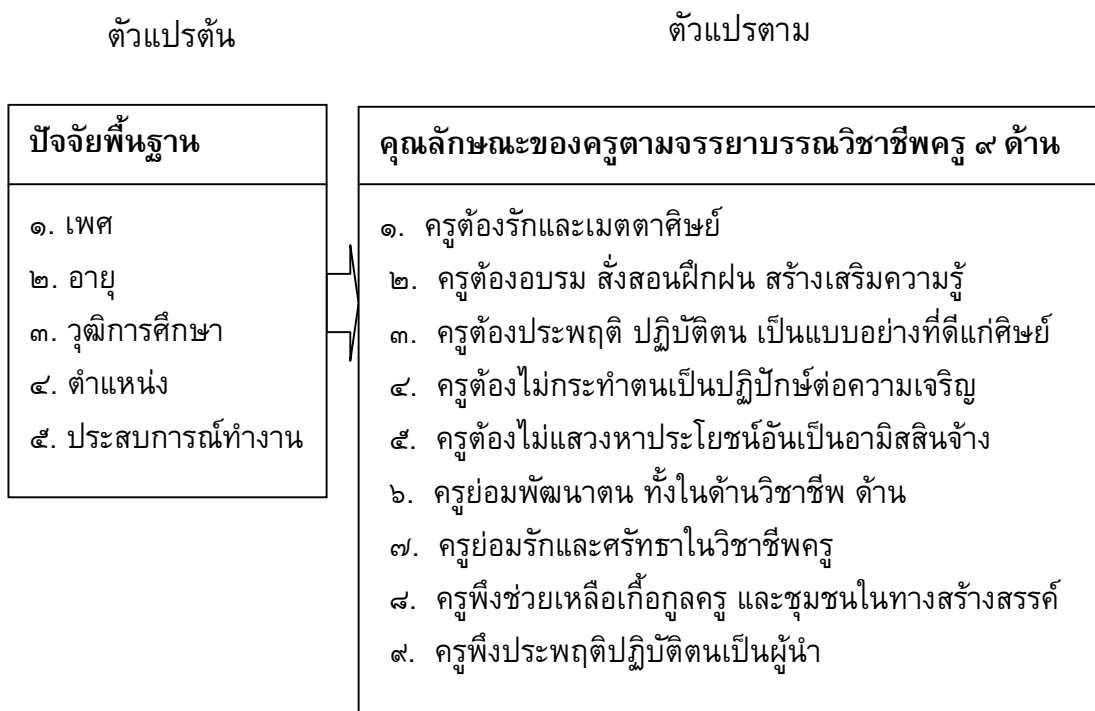 ตัวแปรต้น
ตัวแปรตาม
ปัจจัยพื้นฐาน
๑. เพศ
๒. อายุ
๓. วุฒิการศึกษา
๔. ตำแหน่ง
๕. ประสบการณ์ทำงาน
คุณลักษณะของครูตามจรรยาบรรณวิชาชีพครู ๙ ด้าน
๑. ครูต้องรักและเมตตาศิษย์
๒. ครูต้องอบรม สั่งสอนฝึกฝน สร้างเสริมความรู้
๓. ครูต้องประพฤติ ปฏิบัติตน เป็นแบบอย่างที่ดีแก่ศิษย์
๔. ครูต้องไม่กระทำตนเป็นปฏิปักษ์ต่อความเจริญ
๕. ครูต้องไม่แสวงหาประโยชน์อันเป็นอามิสสินจ้าง
๖. ครูย่อมพัฒนาตน ทั้งในด้านวิชาชีพ ด้าน
๗. ครูย่อมรักและศรัทธาในวิชาชีพครู
๘. ครูพึงช่วยเหลือเกื้อกูลครู และชุมชนในทางสร้างสรรค์
๙. ครูพึงประพฤติปฏิบัติตนเป็นผู้นำ